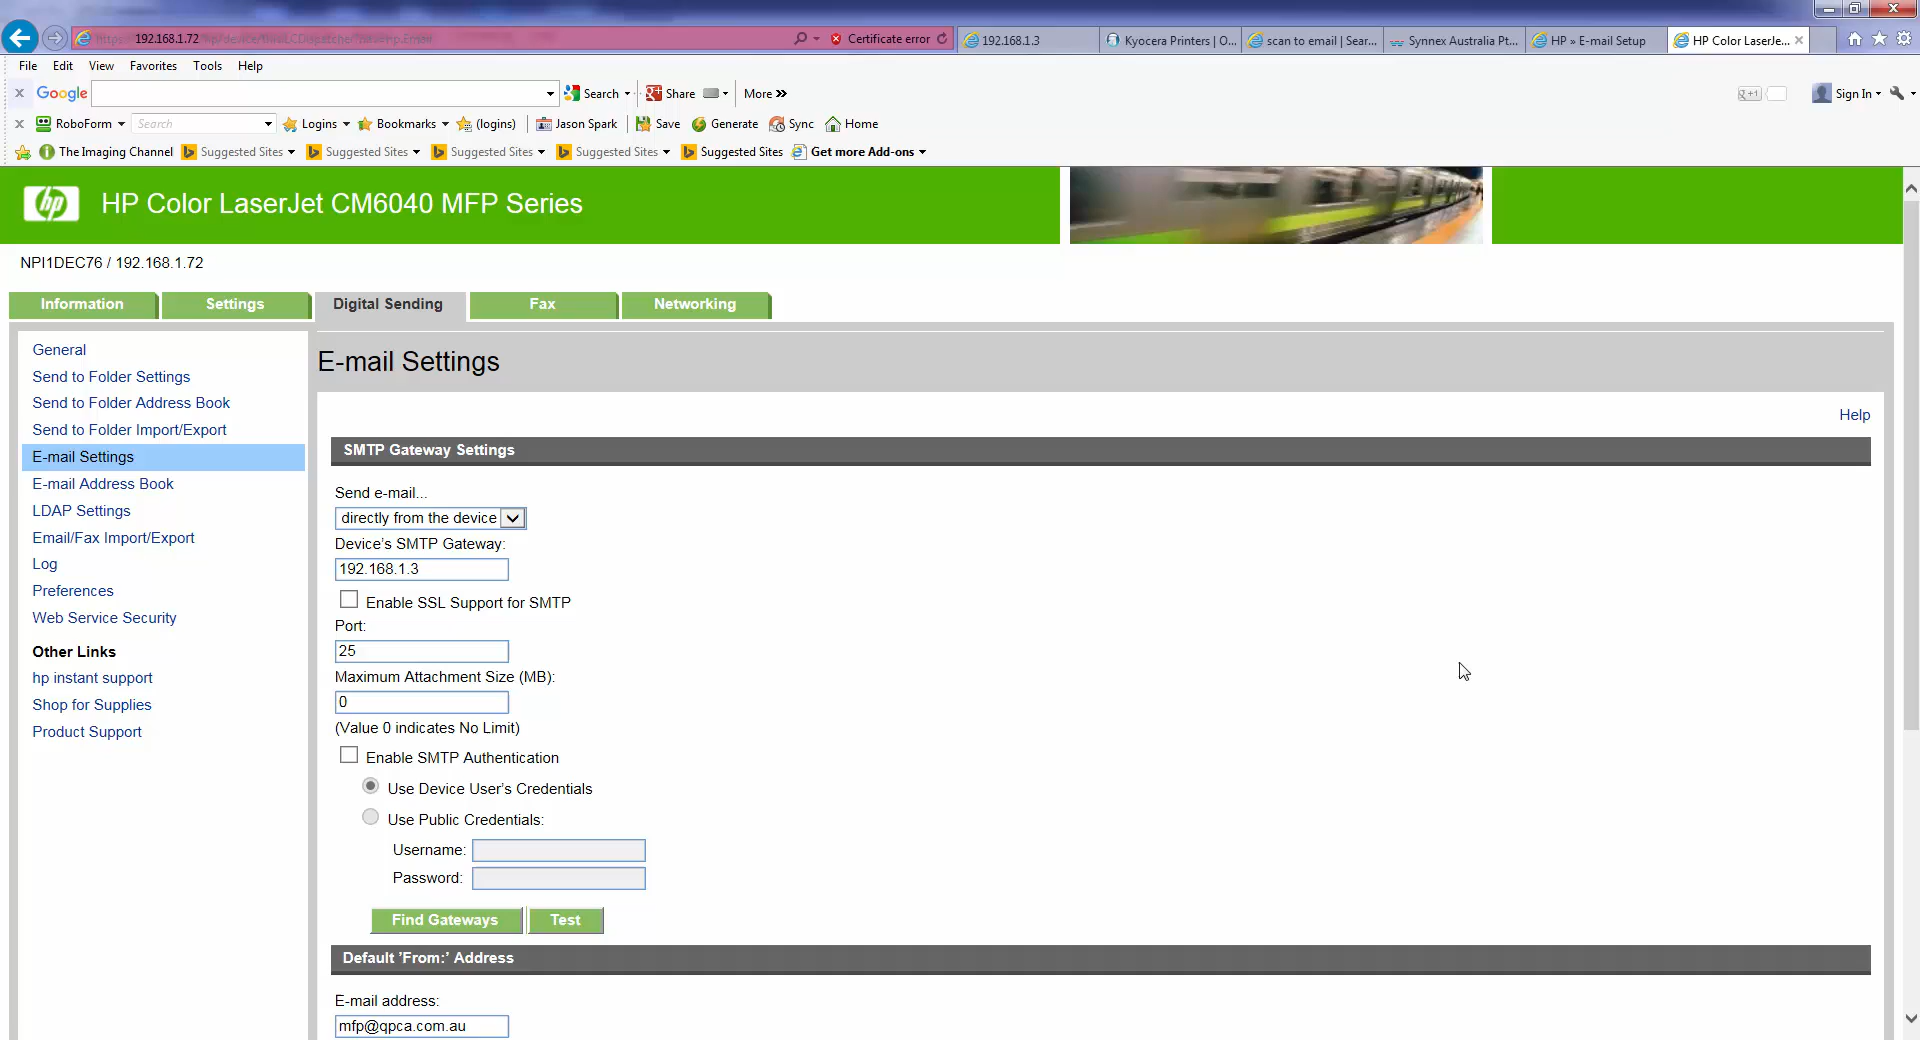 192.168.1.72
Certificate error
192.168.1.3
Kyocera Printers | O...
scan to email | Sear...
Synnex Australia Pt...
HP » E-mail Setup
HP Color LaserJe...
File Edit View Favorites Tools Help
Google
Search
Share
More »
Sign In
RoboForm
Search
Logins
Bookmarks
(logins)
Jason Spark
Save
Generate
Sync
Home
The Imaging Channel
Suggested Sites
Suggested Sites
Suggested Sites
Suggested Sites
Suggested Sites
Get more Add-ons
hp
HP Color LaserJet CM6040 MFP Series
NPI1DEC76 / 192.168.1.72
Information
Settings
Digital Sending
Fax
Networking
General
Send to Folder Settings
Send to Folder Address Book
Send to Folder Import/Export
E-mail Settings
E-mail Address Book
LDAP Settings
Email/Fax Import/Export
Log
Preferences
Web Service Security
Other Links
hp instant support
Shop for Supplies
Product Support
E-mail Settings
Help
SMTP Gateway Settings
Send e-mail...
directly from the device
Device's SMTP Gateway:
192.168.1.3
Enable SSL Support for SMTP
Port:
25
Maximum Attachment Size (MB):
0
(Value 0 indicates No Limit)
Enable SMTP Authentication
Use Device User's Credentials
Use Public Credentials:
Username:
Password:
Find Gateways
Test
Default 'From:' Address
E-mail address:
mfp@qpca.com.au